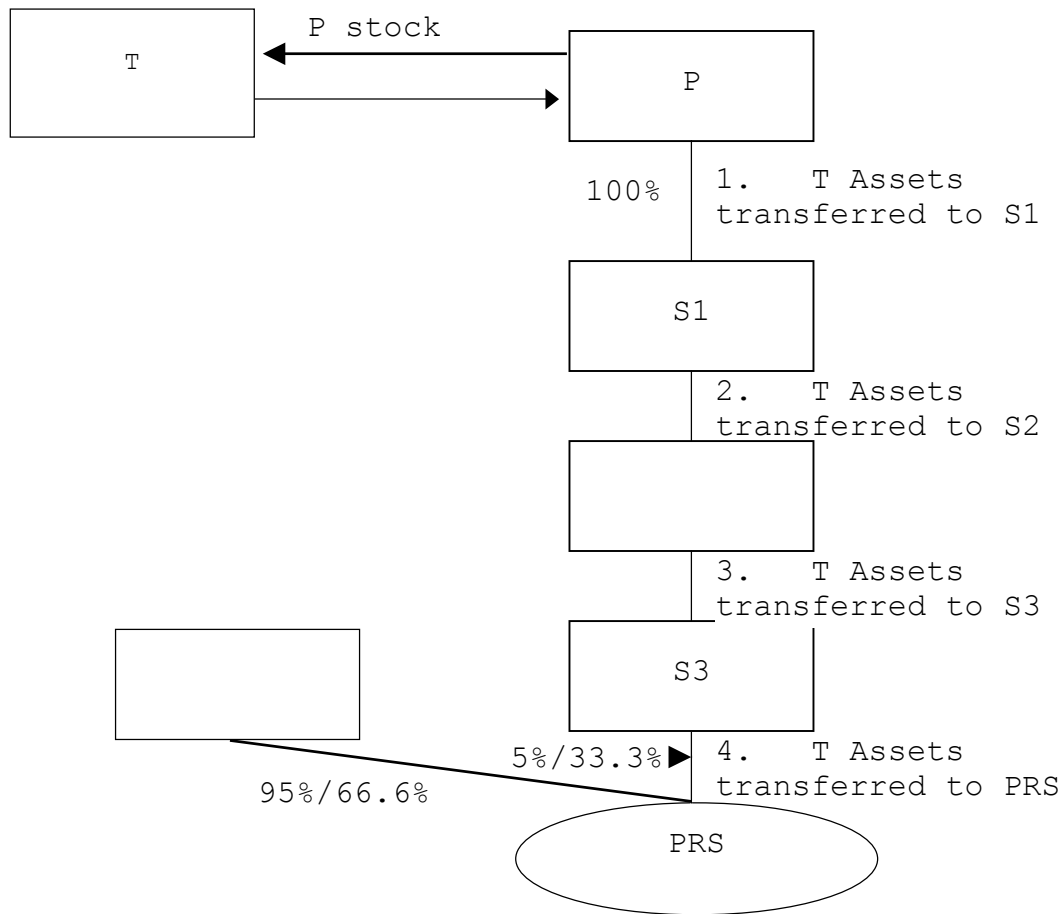 P stock
T
P
100%
1. T Assets
transferred to S1
S1
2. T Assets
transferred to S2
3. T Assets
transferred to S3
S3
5%/33.3%
4. T Assets
transferred to PRS
95%/66.6%
PRS